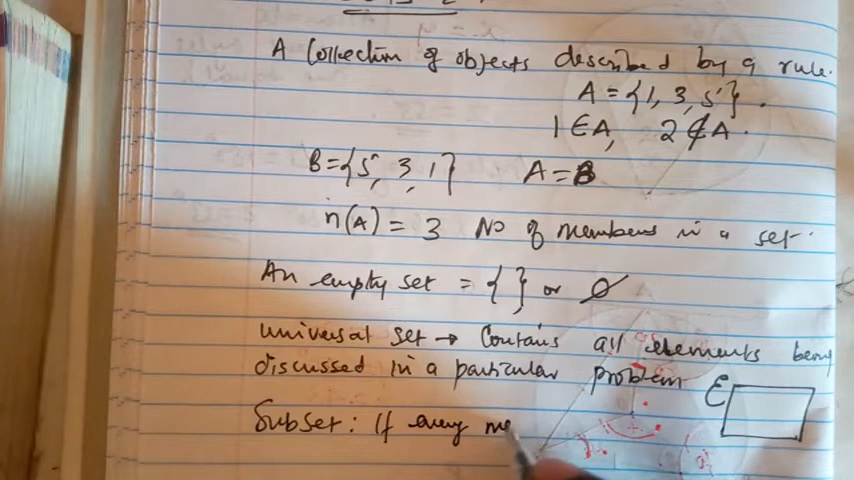 A Collection of objects described by a rule.
A = {1, 3, 5}.
1 ∈ A, 2 ∉ A.
B = {5, 3, 1} A = B
n(A) = 3 No of members in a set.
An empty set = { } or ∅
universal set → Contains all elements being
discussed in a particular problem ℰ
Subset: If every me